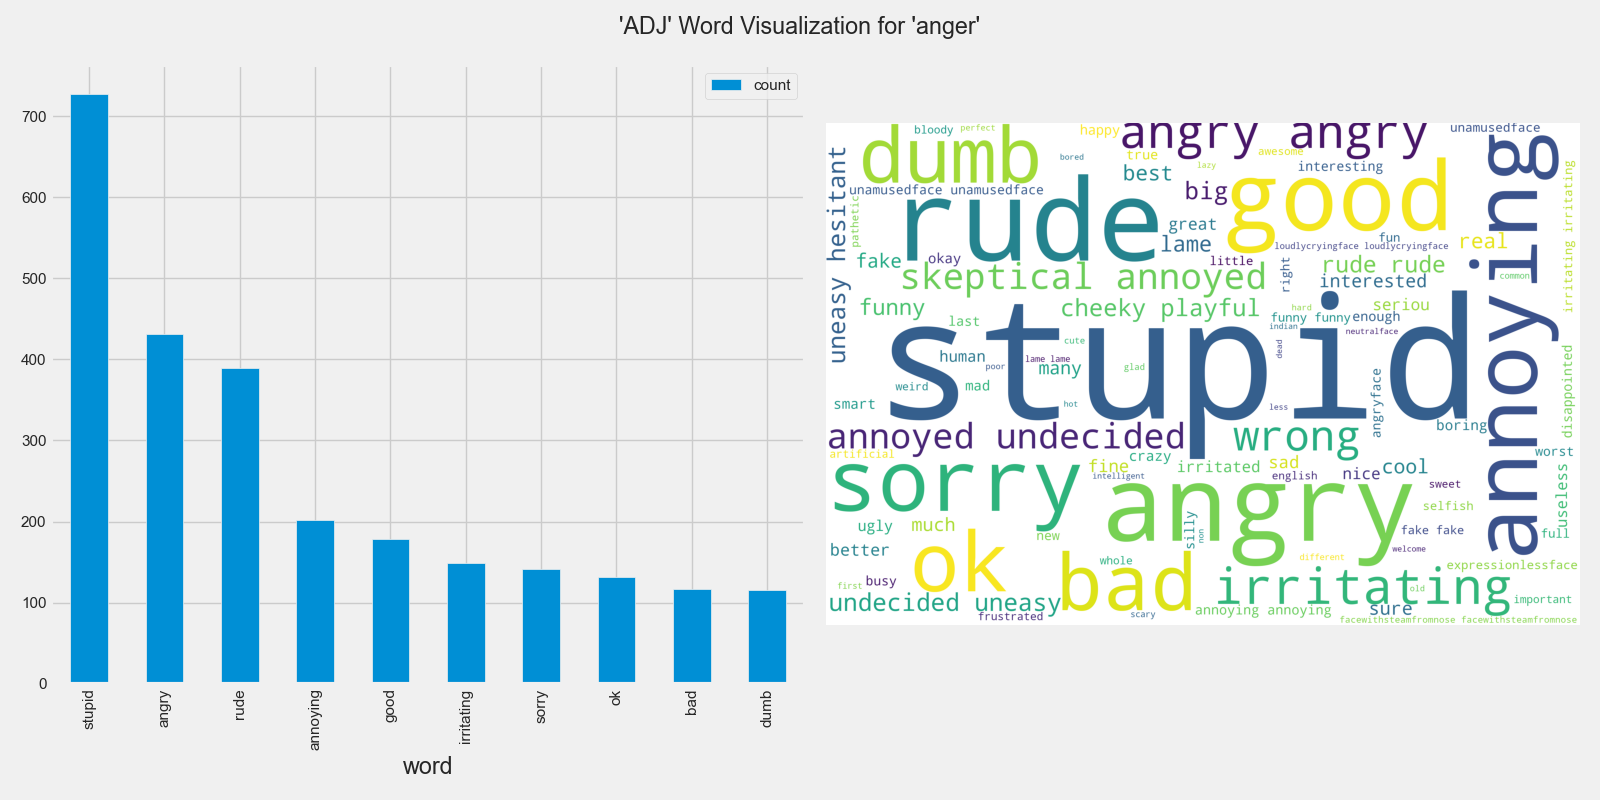 'ADJ' Word Visualization for 'anger'
count
700
600
500
400
300
200
100
0
stupid
angry
rude
annoying
good
irritating
sorry
ok
bad
dumb
word
bloody
perfect
happy
angry angry
unamusedface
dumb
bored
true
lazy
awesome
interesting
annoying
uneasy hesitant
unamusedface unamusedface
best
big
good
irritating irritating
pathetic
rude
great
lame
loudlycryingface loudlycryingface
fun
real
fake
okay
little
right
rude rude
common
skeptical annoyed
interested
funny
cheeky playful
hard
seriou
last
funny funny
enough
indian
neutralface
stupid
human
lame lame
cute
dead
poor
many
glad
weird
mad
smart
hot
less
angryface
disappointed
annoyed undecided
wrong
boring
artificial
crazy
worst
sorry
fine
irritated
sad
nice
cool
intelligent
english
angry
sweet
useless
selfish
ugly
much
silly
non
fake fake
full
better
ok
new
welcome
whole
different
expressionlessface
first
busy
bad
irritating
old
undecided uneasy
important
frustrated
scary
annoying annoying
sure
facewithsteamfromnose facewithsteamfromnose